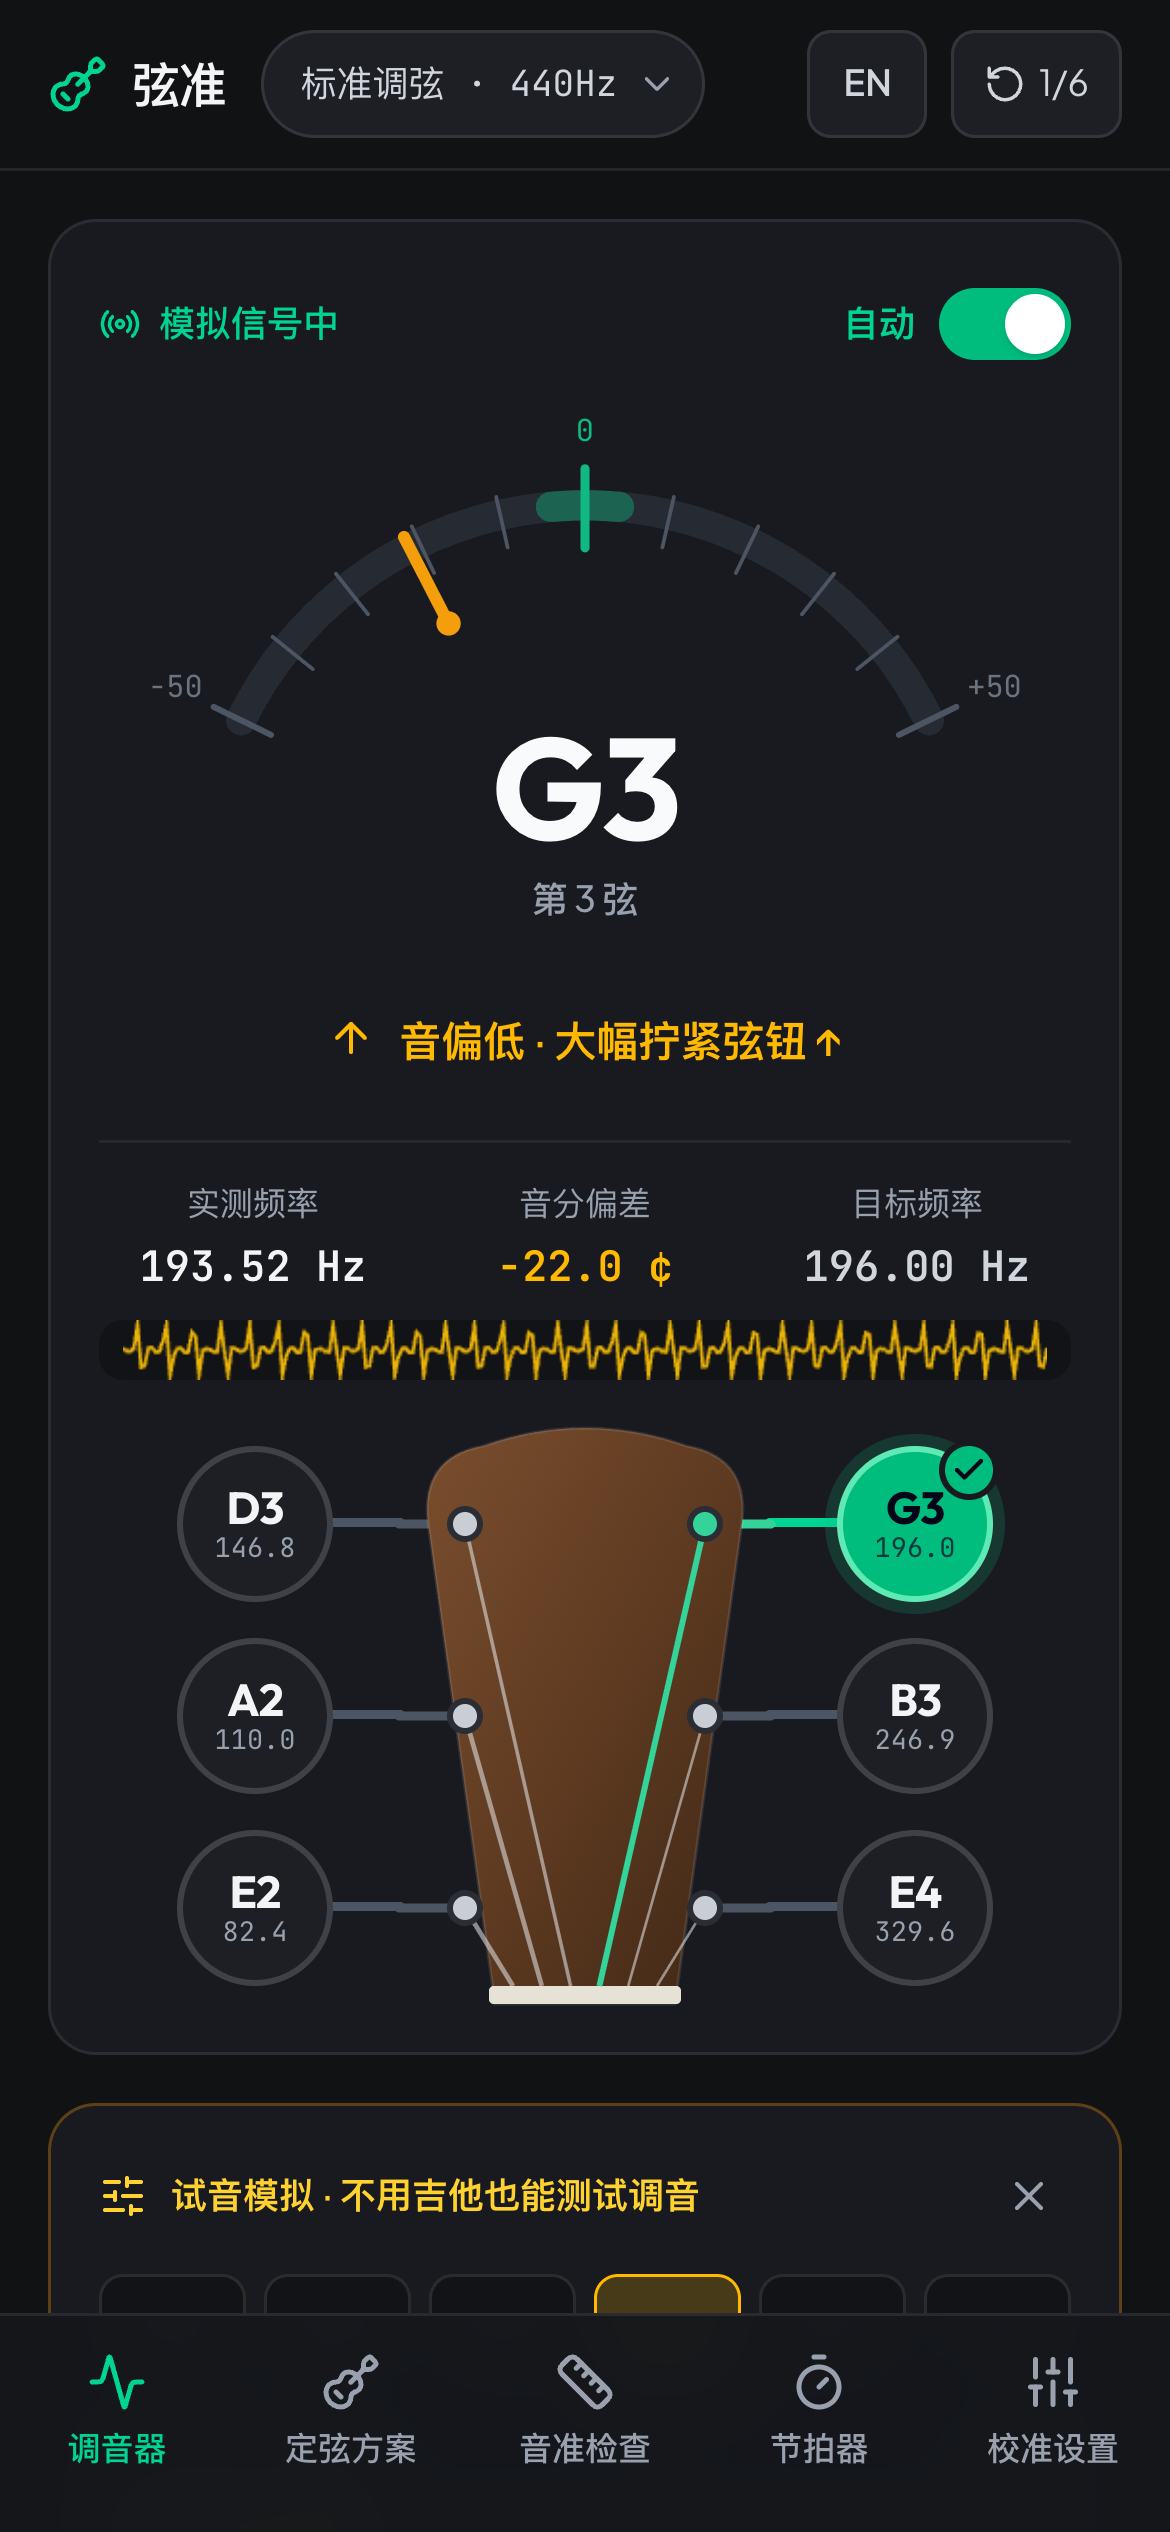 弦准
标准调弦 · 440Hz
EN
1/6
模拟信号中
自动
0
-50
+50
G3
第 3 弦
↑ 音偏低 · 大幅拧紧弦钮 ↑
实测频率
音分偏差
目标频率
193.52 Hz
-22.0 ¢
196.00 Hz
D3
146.8
G3
196.0
A2
110.0
B3
246.9
E2
82.4
E4
329.6
试音模拟 · 不用吉他也能测试调音
调音器
定弦方案
音准检查
节拍器
校准设置